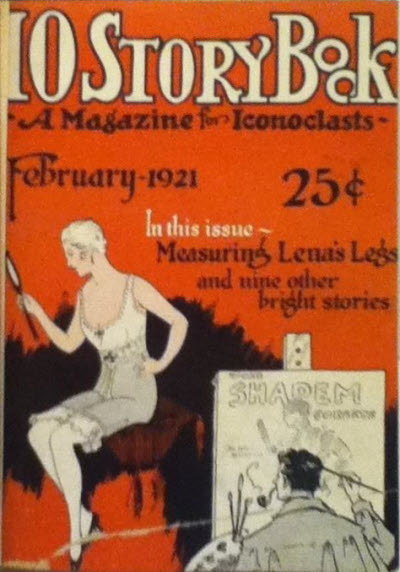 10 STORY BOOK
A Magazine for Iconoclasts
February-1921
25¢
In this issue ~
Measuring Lena's Legs
and nine other
bright stories
SHAPEM